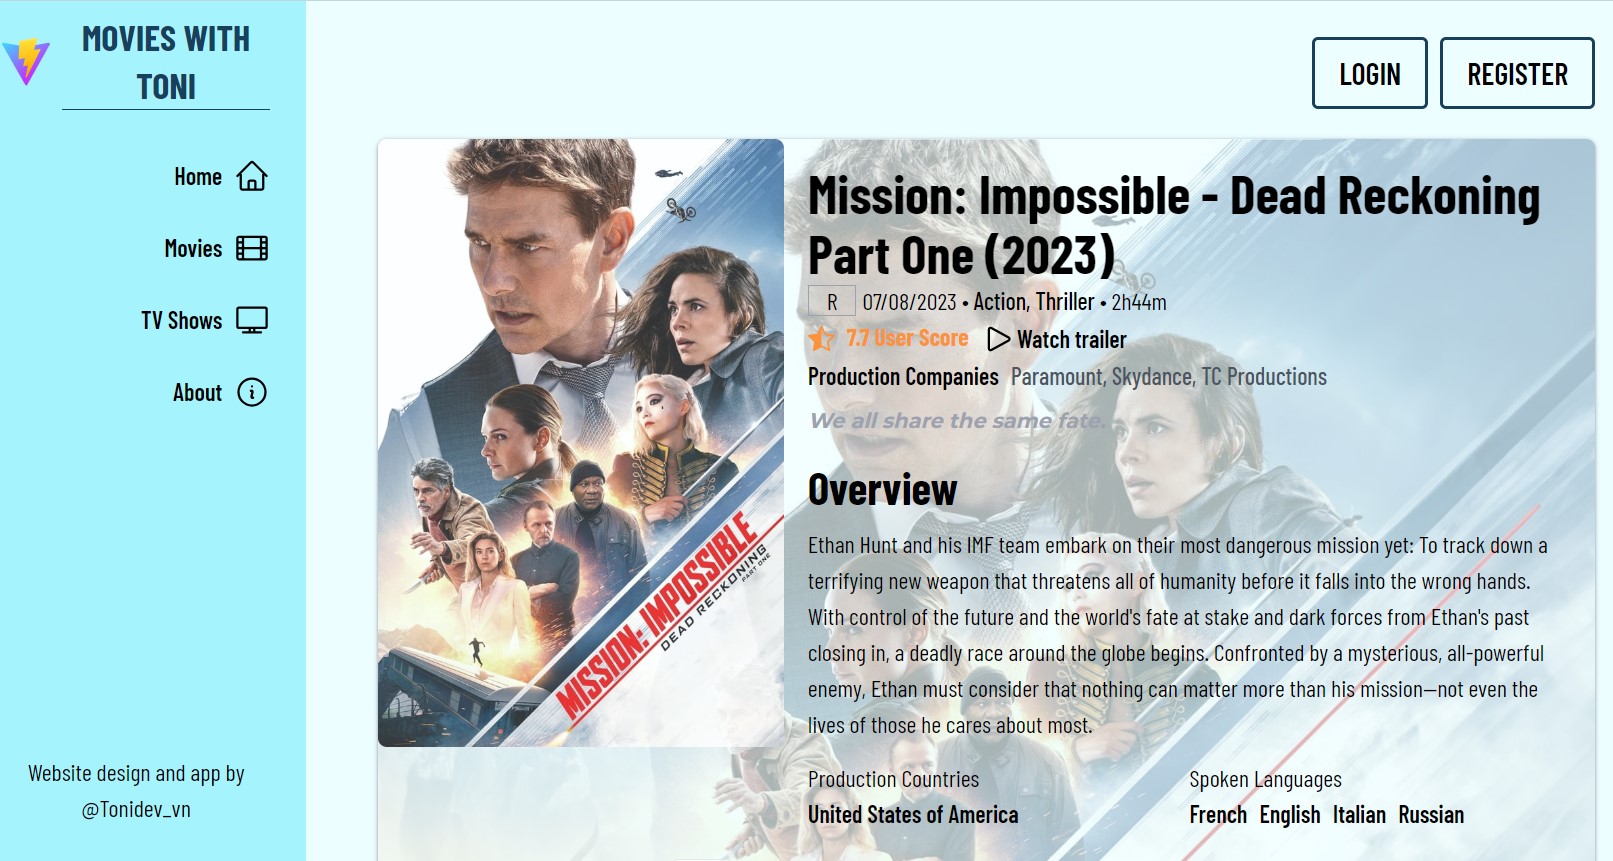 MOVIES WITH
TONI
Home
Movies
TV Shows
About
Website design and app by
@Tonidev_vn
LOGIN
REGISTER
MISSION: IMPOSSIBLE
DEAD RECKONING
PART ONE
Mission: Impossible - Dead Reckoning
Part One (2023)
R 07/08/2023 • Action, Thriller • 2h44m
7.7 User Score Watch trailer
Production Companies Paramount, Skydance, TC Productions
We all share the same fate.
Overview
Ethan Hunt and his IMF team embark on their most dangerous mission yet: To track down a
terrifying new weapon that threatens all of humanity before it falls into the wrong hands.
With control of the future and the world's fate at stake and dark forces from Ethan's past
closing in, a deadly race around the globe begins. Confronted by a mysterious, all-powerful
enemy, Ethan must consider that nothing can matter more than his mission—not even the
lives of those he cares about most.
Production Countries
United States of America
Spoken Languages
French English Italian Russian